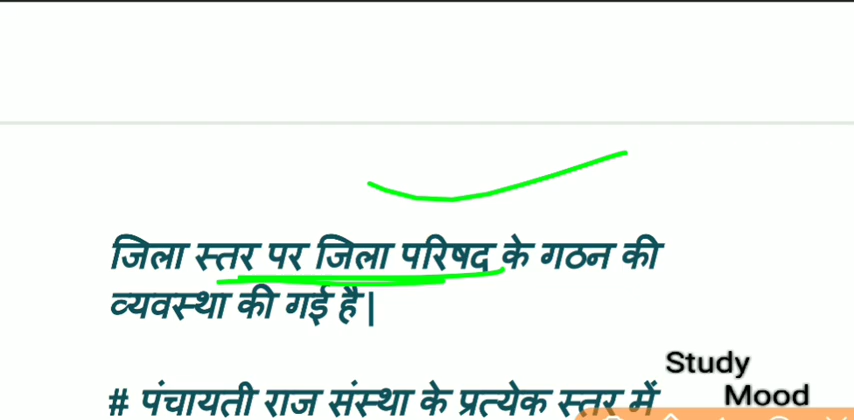 जिला स्तर पर जिला परिषद के गठन की
व्यवस्था की गई है|
# पंचायती राज संस्था के प्रत्येक स्तर में
Study
Mood